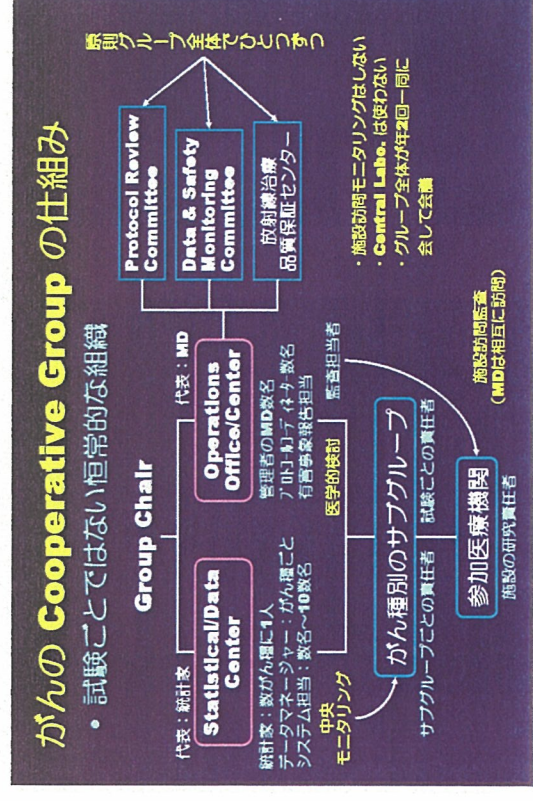 がんの Cooperative Group の仕組み
・試験ごとではない恒常的な組織
Group Chair
代表：統計家
Statistical/Data
Center
統計家：数がん種に1人
データマネージャー：がん種ごと
システム担当：数名～10数名
代表：MD
Operations
Office/Center
管理者のMD数名
プロトコールコーディネーター数名
有害事象報告担当
監査担当者
Protocol Review
Committee
Data & Safety
Monitoring
Committee
放射線治療
品質保証センター
原則グループ全体でひとつずつ
中央
モニタリング
医学的検討
がん種別のサブグループ
サブグループごとの責任者
試験ごとの責任者
参加医療機関
施設の研究責任者
施設訪問監査
（MDは相互に訪問）
・施設訪問モニタリングはしない
・Central Labo. は使わない
・グループ全体が年2回一同に
会して会議